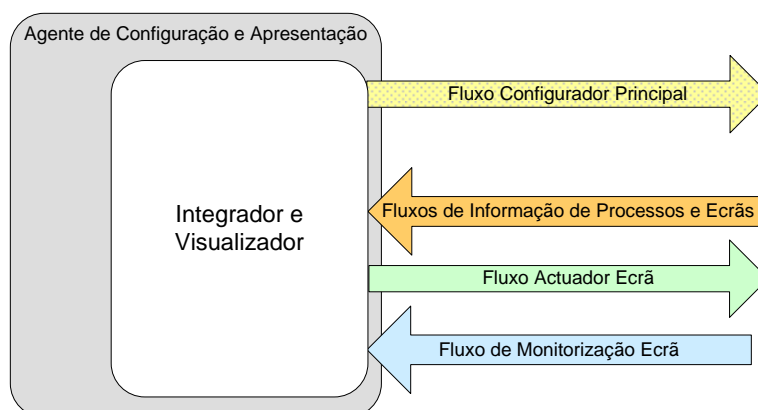 Agente de Configuração e Apresentação
Fluxo Configurador Principal
Integrador e
Visualizador
Fluxos de Informação de Processos e Ecrãs
Fluxo Actuador Ecrã
Fluxo de Monitorização Ecrã